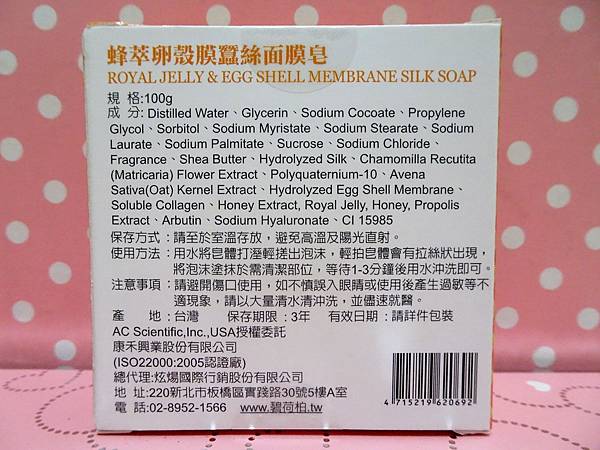 蜂萃卵殼膜蠶絲面膜皂
ROYAL JELLY & EGG SHELL MEMBRANE SILK SOAP
規 格:100g
成 分: Distilled Water、Glycerin、Sodium Cocoate、Propylene
Glycol、Sorbitol、Sodium Myristate、Sodium Stearate、Sodium
Laurate、Sodium Palmitate、Sucrose、Sodium Chloride、
Fragrance、Shea Butter、Hydrolyzed Silk、Chamomilla Recutita
(Matricaria) Flower Extract、Polyquaternium-10、Avena
Sativa(Oat) Kernel Extract、Hydrolyzed Egg Shell Membrane、
Soluble Collagen、Honey Extract, Royal Jelly, Honey, Propolis
Extract、Arbutin、Sodium Hyaluronate、CI 15985
保存方式：請至於室溫存放，避免高溫及陽光直射。
使用方法：用水將皂體打溼輕搓出泡沫，輕拍皂體會有拉絲狀出現，
將泡沫塗抹於需清潔部位，等待1-3分鐘後用水沖洗即可。
注意事項：請避開傷口使用，如不慎誤入眼睛或使用後產生過敏等不
適現象，請以大量清水清沖洗，並儘速就醫。
產 地：台灣 保存期限：3年 有效日期：請詳件包裝
AC Scientific,Inc.,USA授權委託
康禾興業股份有限公司
(ISO22000:2005認證廠)
總代理:炫煬國際行銷股份有限公司
地 址:220新北市板橋區實踐路30號5樓A室
電 話:02-8952-1566 www.碧荷柏.tw
4 715219 620692